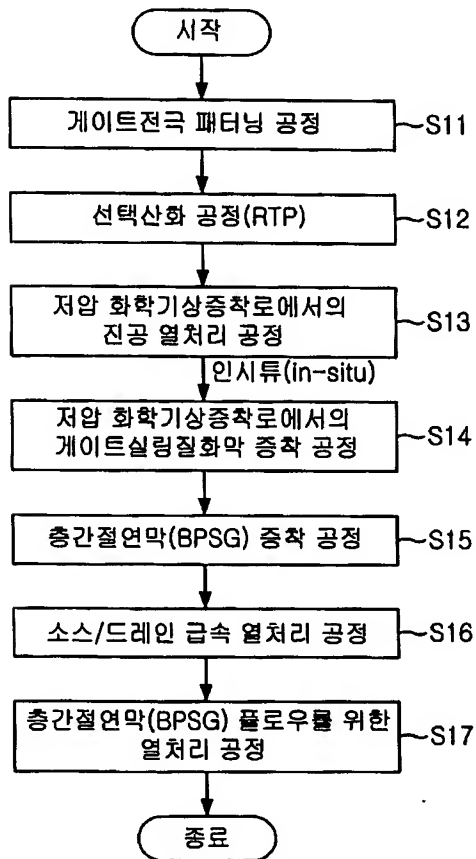 시작
게이트전극 패터닝 공정
~S11
선택산화 공정(RTP)
~S12
저압 화학기상증착로에서의
진공 열처리 공정
~S13
인시튜(in-situ)
저압 화학기상증착로에서의
게이트실링질화막 증착 공정
~S14
층간절연막(BPSG) 증착 공정
~S15
소스/드레인 급속 열처리 공정
~S16
층간절연막(BPSG) 플로우를 위한
열처리 공정
~S17
종료